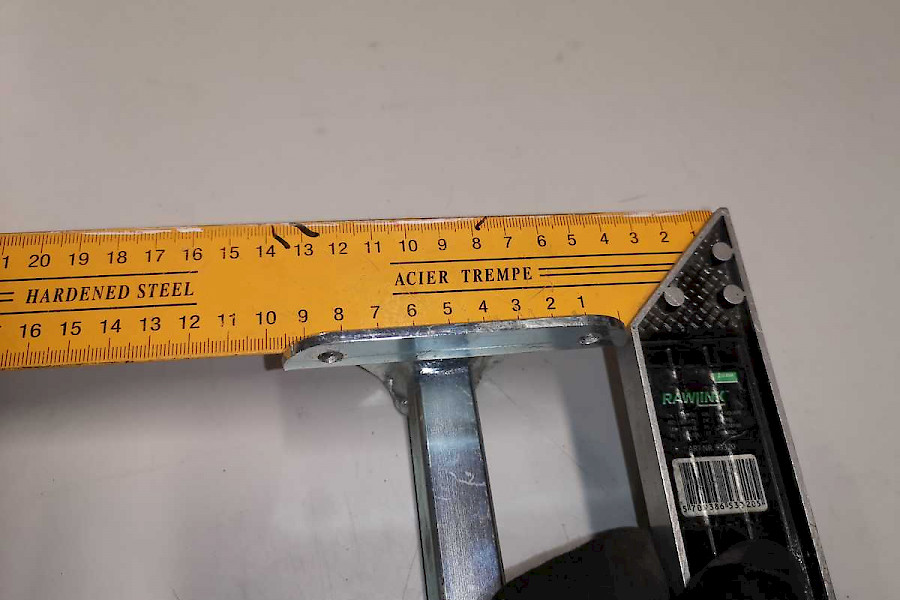 1 20 19 18 17 16 15 14 13 12 11 10 9 8 7 6 5 4 3 2 1
ACIER TREMPE
HARDENED STEEL
16 15 14 13 12 11 10 9 8 7 6 5 4 3 2 1
RAWLINK